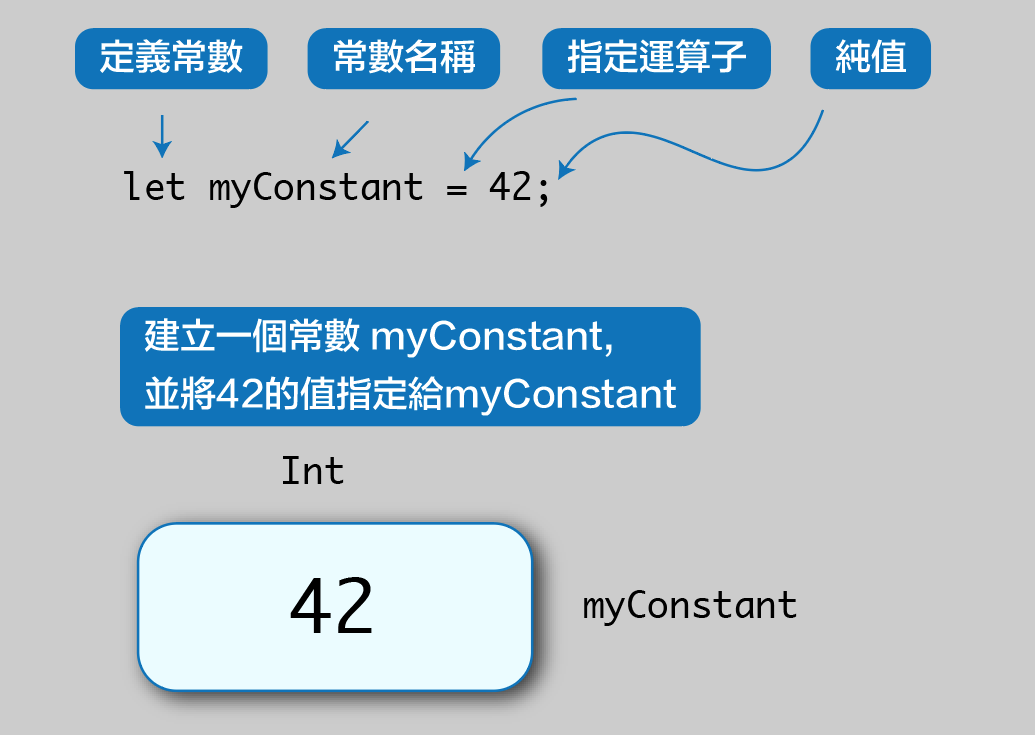 定義常數 常數名稱 指定運算子 純值
let myConstant = 42;
建立一個常數 myConstant,
並將42的值指定給myConstant
Int
42
myConstant